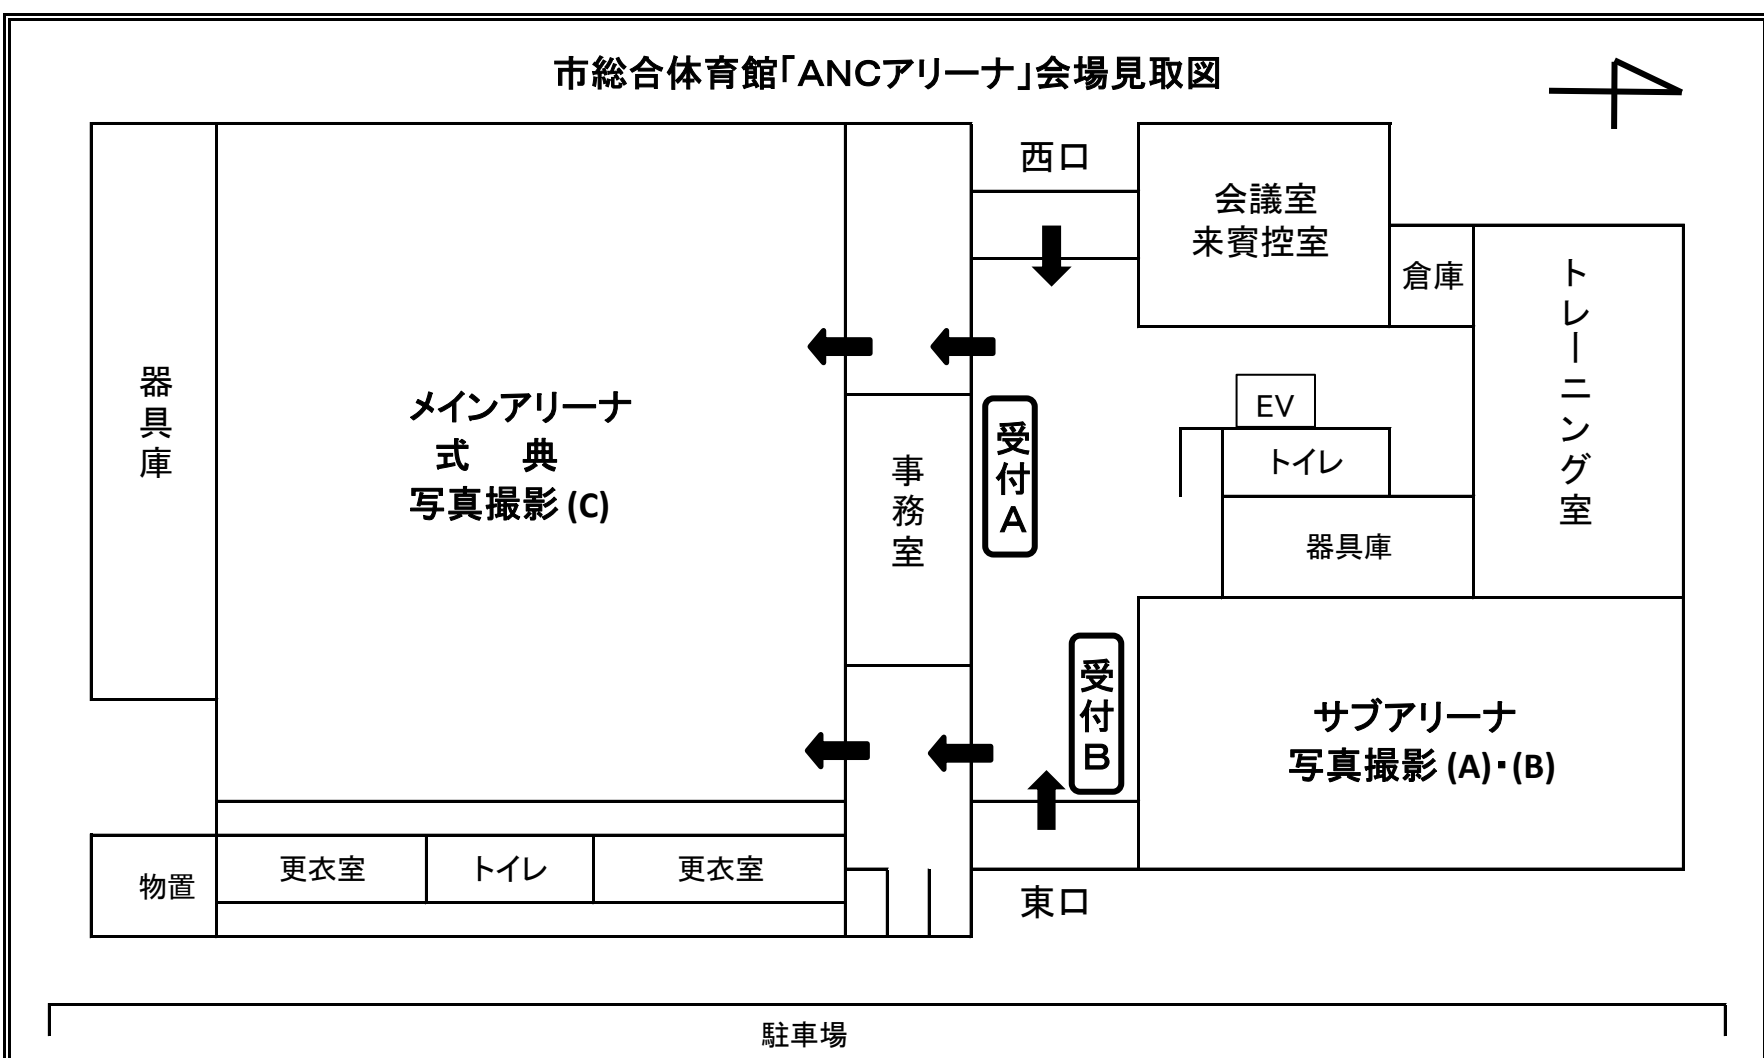 市総合体育館「ANCアリーナ」会場見取図
西口
会議室
来賓控室
倉庫
トレーニング室
器具庫
メインアリーナ
式　典
写真撮影 (C)
事務室
受付A
EV
トイレ
器具庫
受付B
サブアリーナ
写真撮影 (A)・(B)
物置
更衣室
トイレ
更衣室
東口
駐車場